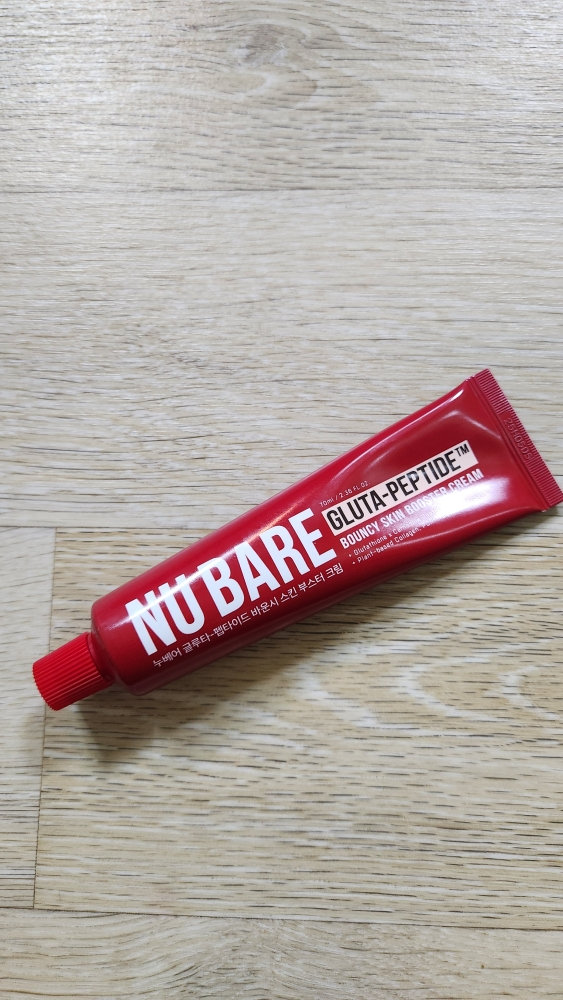 NU BARE
누베어 글루타-펩타이드 바운시 스킨 부스터 크림
70ml / 2.36 FL.OZ
GLUTA-PEPTIDE™
BOUNCY SKIN BOOSTER CREAM
• Glutathione
• Plant-based Collagen,